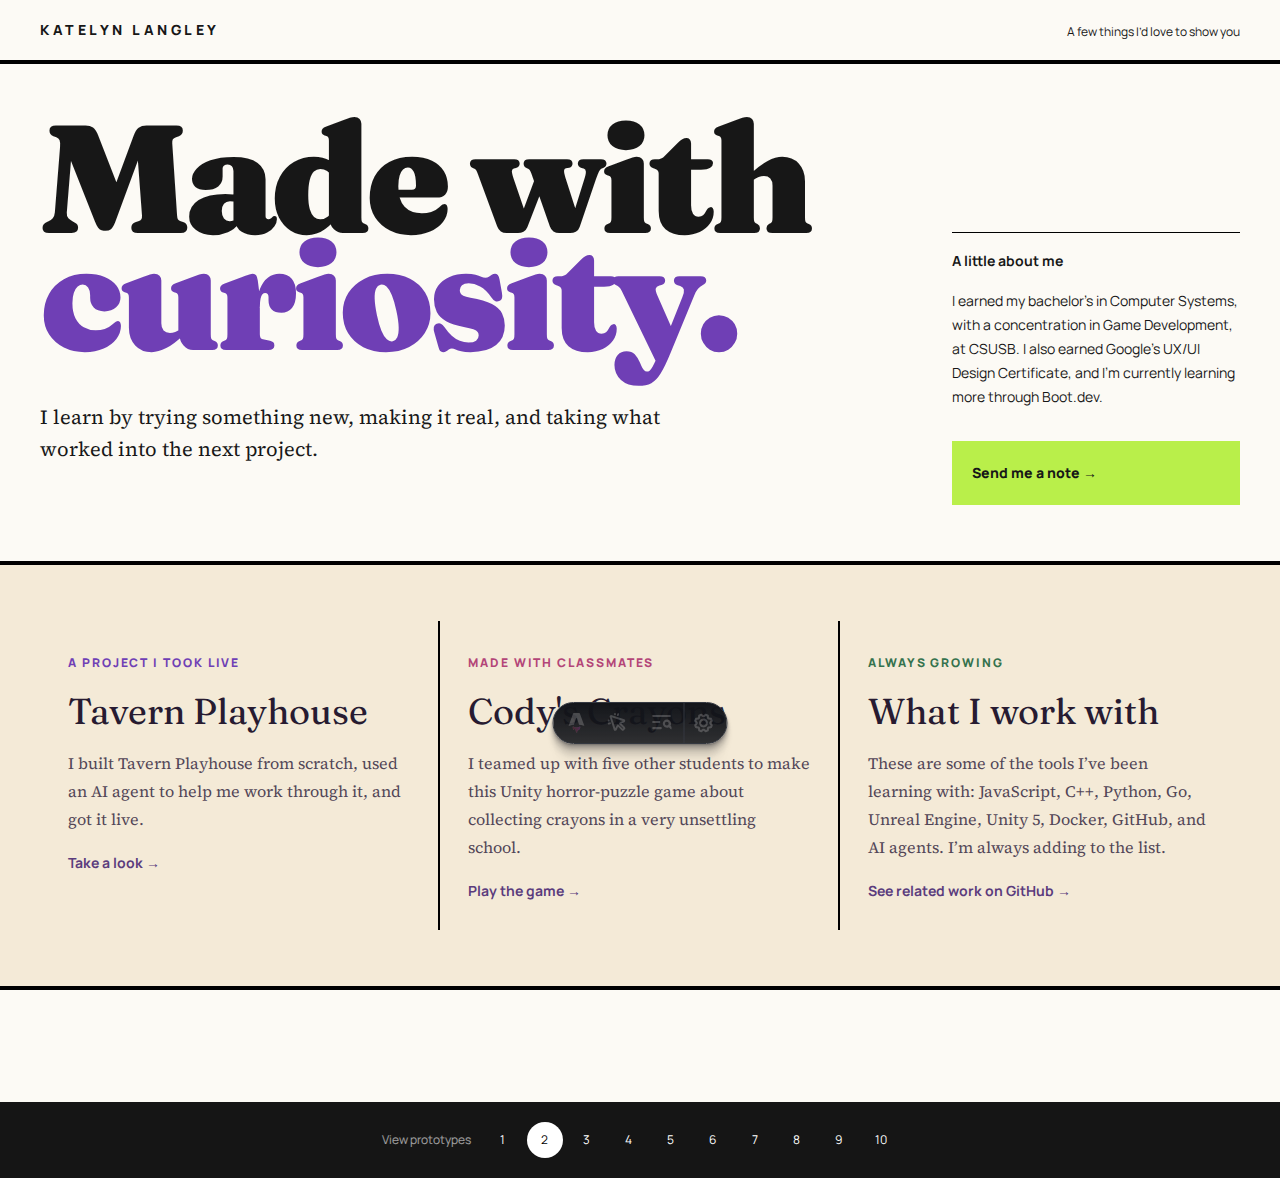 KATELYN LANGLEY
A few things I'd love to show you
Made with
curiosity.
I learn by trying something new, making it real, and taking what
worked into the next project.
A little about me
I earned my bachelor's in Computer Systems,
with a concentration in Game Development,
at CSUSB. I also earned Google's UX/UI
Design Certificate, and I'm currently learning
more through Boot.dev.
Send me a note →
A PROJECT I TOOK LIVE
Tavern Playhouse
I built Tavern Playhouse from scratch, used
an AI agent to help me work through it, and
got it live.
Take a look →
MADE WITH CLASSMATES
Cody's Crayons
I teamed up with five other students to make
this Unity horror-puzzle game about
collecting crayons in a very unsettling
school.
Play the game →
ALWAYS GROWING
What I work with
These are some of the tools I’ve been
learning with: JavaScript, C++, Python, Go,
Unreal Engine, Unity 5, Docker, GitHub, and
AI agents. I’m always adding to the list.
See related work on GitHub →
View prototypes 1 2 3 4 5 6 7 8 9 10